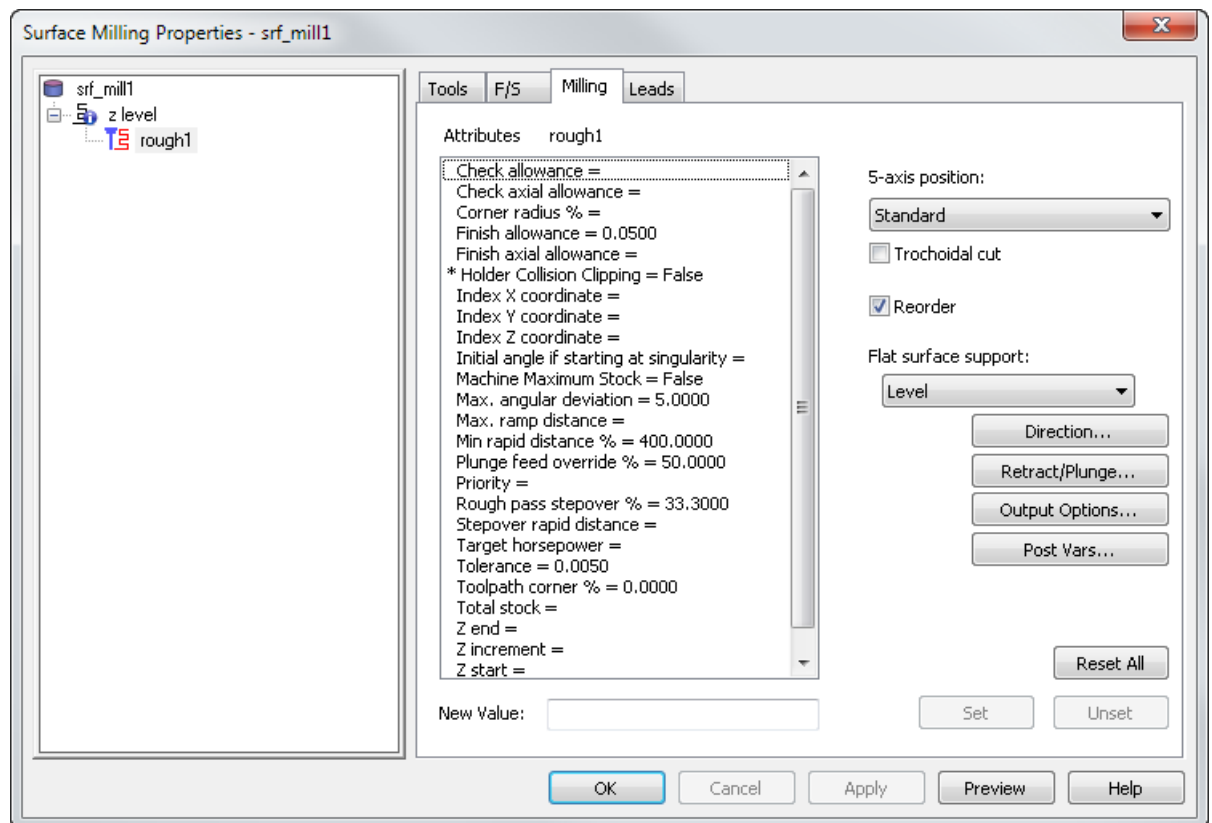 Surface Milling Properties - srf_mill1
srf_mill1
z level
rough1
Tools F/S Milling Leads
Attributes rough1
Check allowance =
Check axial allowance =
Corner radius % =
Finish allowance = 0.0500
Finish axial allowance =
* Holder Collision Clipping = False
Index X coordinate =
Index Y coordinate =
Index Z coordinate =
Initial angle if starting at singularity =
Machine Maximum Stock = False
Max. angular deviation = 5.0000
Max. ramp distance =
Min rapid distance % = 400.0000
Plunge feed override % = 50.0000
Priority =
Rough pass stepover % = 33.3000
Stepover rapid distance =
Target horsepower =
Tolerance = 0.0050
Toolpath corner % = 0.0000
Total stock =
Z end =
Z increment =
Z start =
New Value:
5-axis position:
Standard
Trochoidal cut
Reorder
Flat surface support:
Level
Direction...
Retract/Plunge...
Output Options...
Post Vars...
Reset All
Set Unset
OK Cancel Apply Preview Help